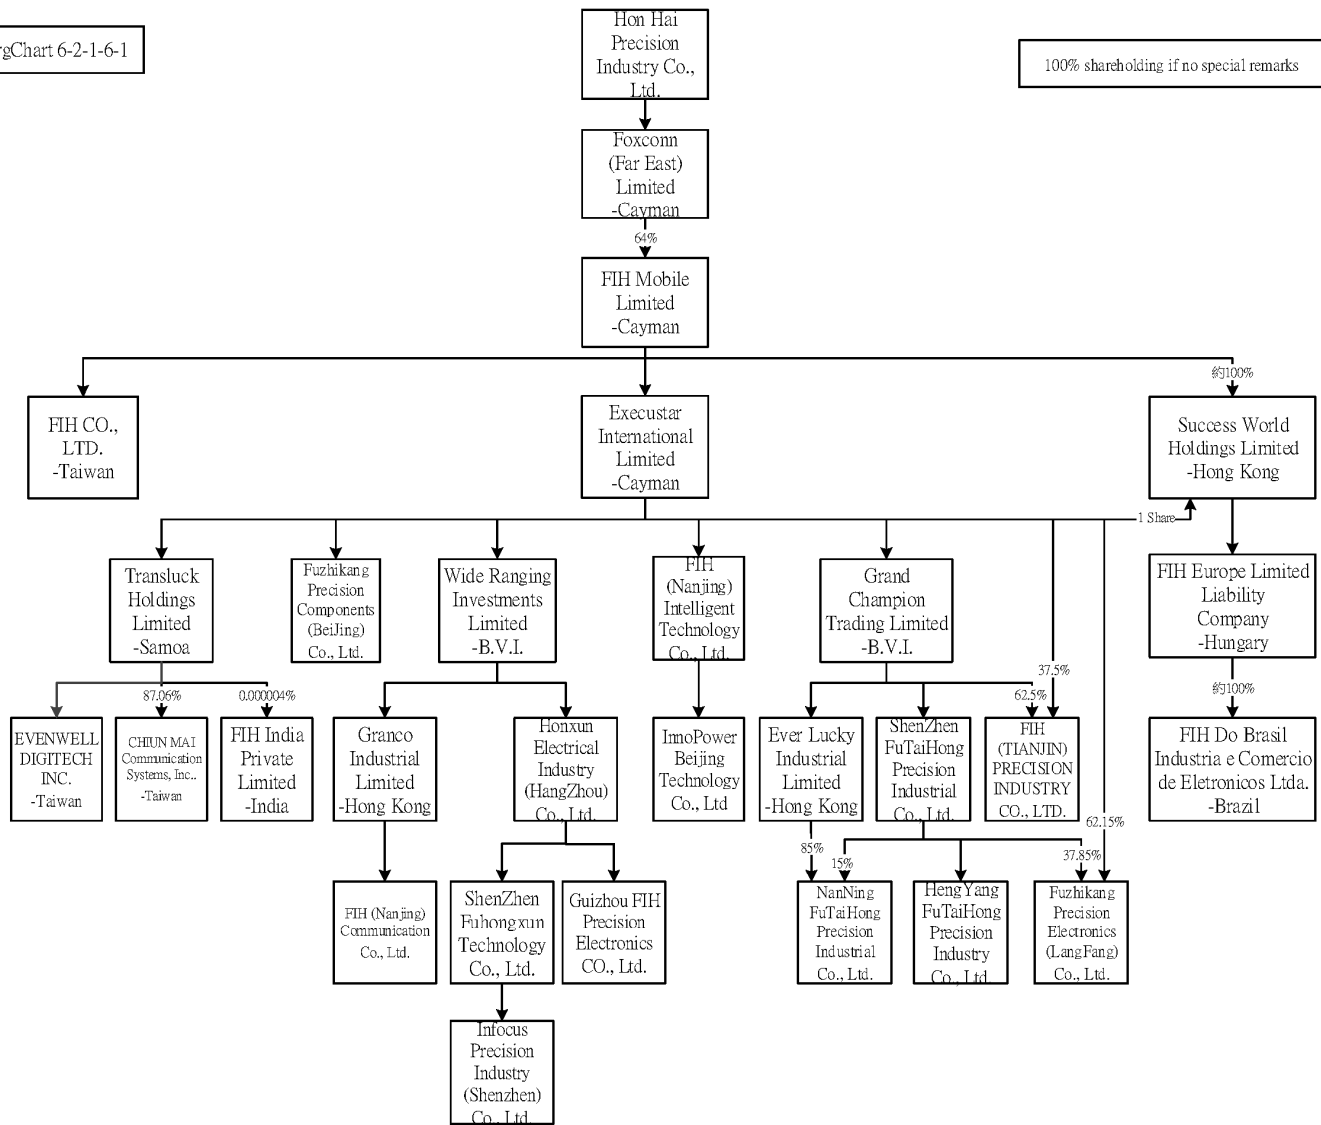 rgChart 6-2-1-6-1
Hon Hai
Precision
Industry Co.,
Ltd.
100% shareholding if no special remarks
Foxconn
(Far East)
Limited
-Cayman
64%
FIH Mobile
Limited
-Cayman
約100%
FIH CO.,
LTD.
-Taiwan
Execustar
International
Limited
-Cayman
Success World
Holdings Limited
-Hong Kong
1 Share
Transluck
Holdings
Limited
-Samoa
Fuzhikang
Precision
Components
(BeiJing)
Co., Ltd.
Wide Ranging
Investments
Limited
-B.V.I.
FIH
(Nanjing)
Intelligent
Technology
Co., Ltd.
Grand
Champion
Trading Limited
-B.V.I.
FIH Europe Limited
Liability
Company
-Hungary
37.5%
87.06%
0.000004%
62.5%
約100%
EVENWELL
DIGITECH
INC.
-Taiwan
CHIUN MAI
Communication
Systems, Inc..
-Taiwan
FIH India
Private
Limited
-India
Granco
Industrial
Limited
-Hong Kong
Honxun
Electrical
Industry
(HangZhou)
Co., Ltd.
InnoPower
Beijing
Technology
Co., Ltd
Ever Lucky
Industrial
Limited
-Hong Kong
ShenZhen
FuTaiHong
Precision
Industrial
Co., Ltd.
FIH
(TIANJIN)
PRECISION
INDUSTRY
CO., LTD.
FIH Do Brasil
Industria e Comercio
de Eletronicos Ltda.
-Brazil
62.15%
85%
15%
37.85%
FIH (Nanjing)
Communication
Co., Ltd.
ShenZhen
Fuhongxun
Technology
Co., Ltd.
Guizhou FIH
Precision
Electronics
CO., Ltd.
NanNing
FuTaiHong
Precision
Industrial
Co., Ltd.
HengYang
FuTaiHong
Precision
Industry
Co., Ltd.
Fuzhikang
Precision
Electronics
(LangFang)
Co., Ltd.
Infocus
Precision
Industry
(Shenzhen)
Co., Ltd.